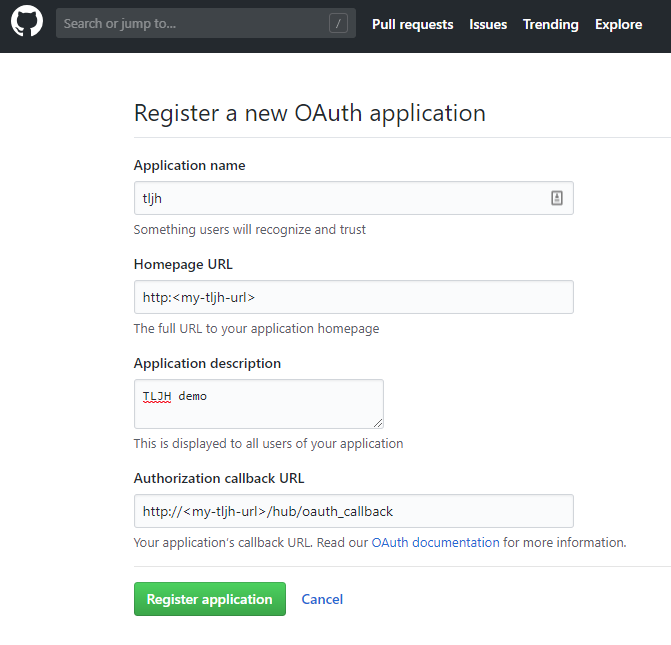 Search or jump to... /
Pull requests Issues Trending Explore
Register a new OAuth application
Application name
tljh
Something users will recognize and trust
Homepage URL
http:<my-tljh-url>
The full URL to your application homepage
Application description
TLJH demo
This is displayed to all users of your application
Authorization callback URL
http://<my-tljh-url>/hub/oauth_callback
Your application's callback URL. Read our OAuth documentation for more information.
Register application Cancel